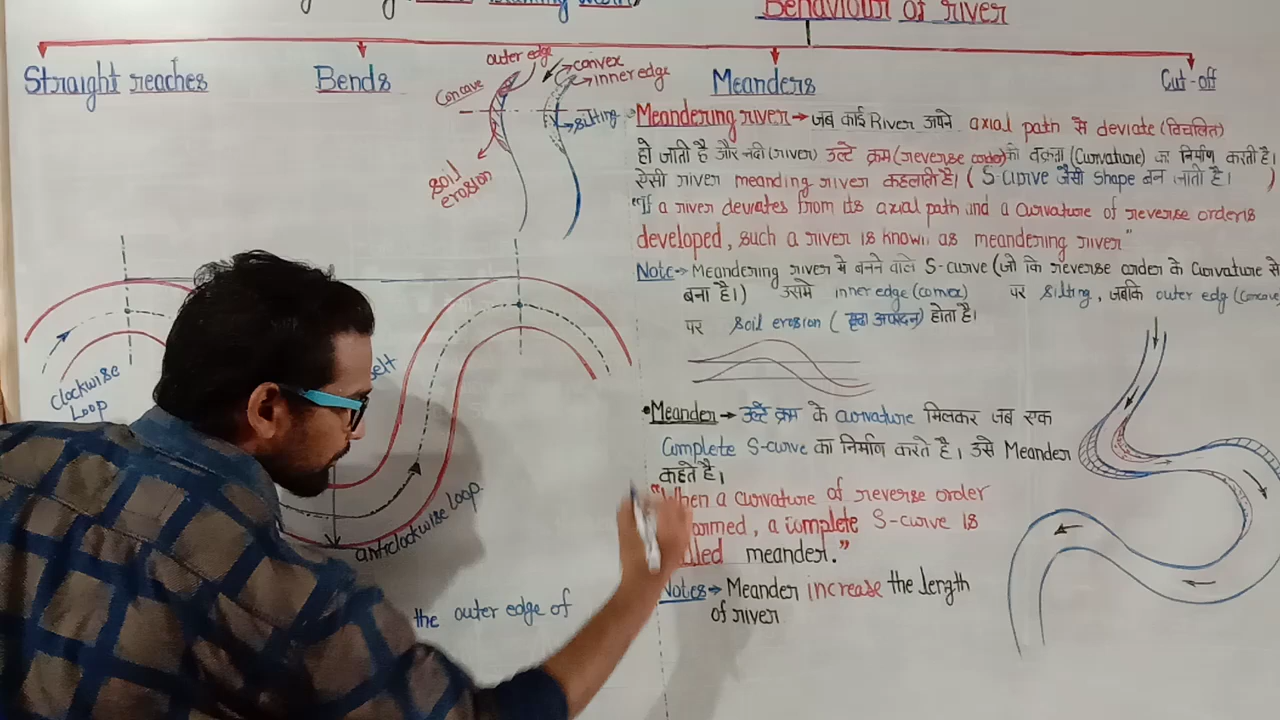 Behaviour of river
Straight reaches
Bends
Meanders
Cut-off
outer edge
convex
inner edge
Concave
silting
soil
erosion
Meandering river → जब कोई River अपने axial path से deviate (विचलित)
हो जाती है और नदी (river) उल्टे क्रम (reverse order) की वक्रता (Curvature) का निर्माण करती है।
ऐसी river meanding river कहलाती है। ( S-curve जैसी shape बन जाती है। )
"If a river deviates from its axial path and a curvature of reverse order is
developed, such a river is known as meandering river"
Note → Meandering river मे बनने वाले S-curve (जो कि reverse order के curvature से
बना है।) उसमे inner edge (convex) पर silting, जबकि outer edg (concave
पर soil erosion ( मृदा अपरदन) होता है।
Clockwise
Loop
anticlockwise loop.
the outer edge of
• Meander → उल्टे क्रम के curvature मिलकर जब एक
Complete S-curve का निर्माण करते है। उसे Meander
कहते है।
"When a curvature of reverse order
ormed, a complete S-curve is
lled meander."
Notes → Meander increase the length
of river